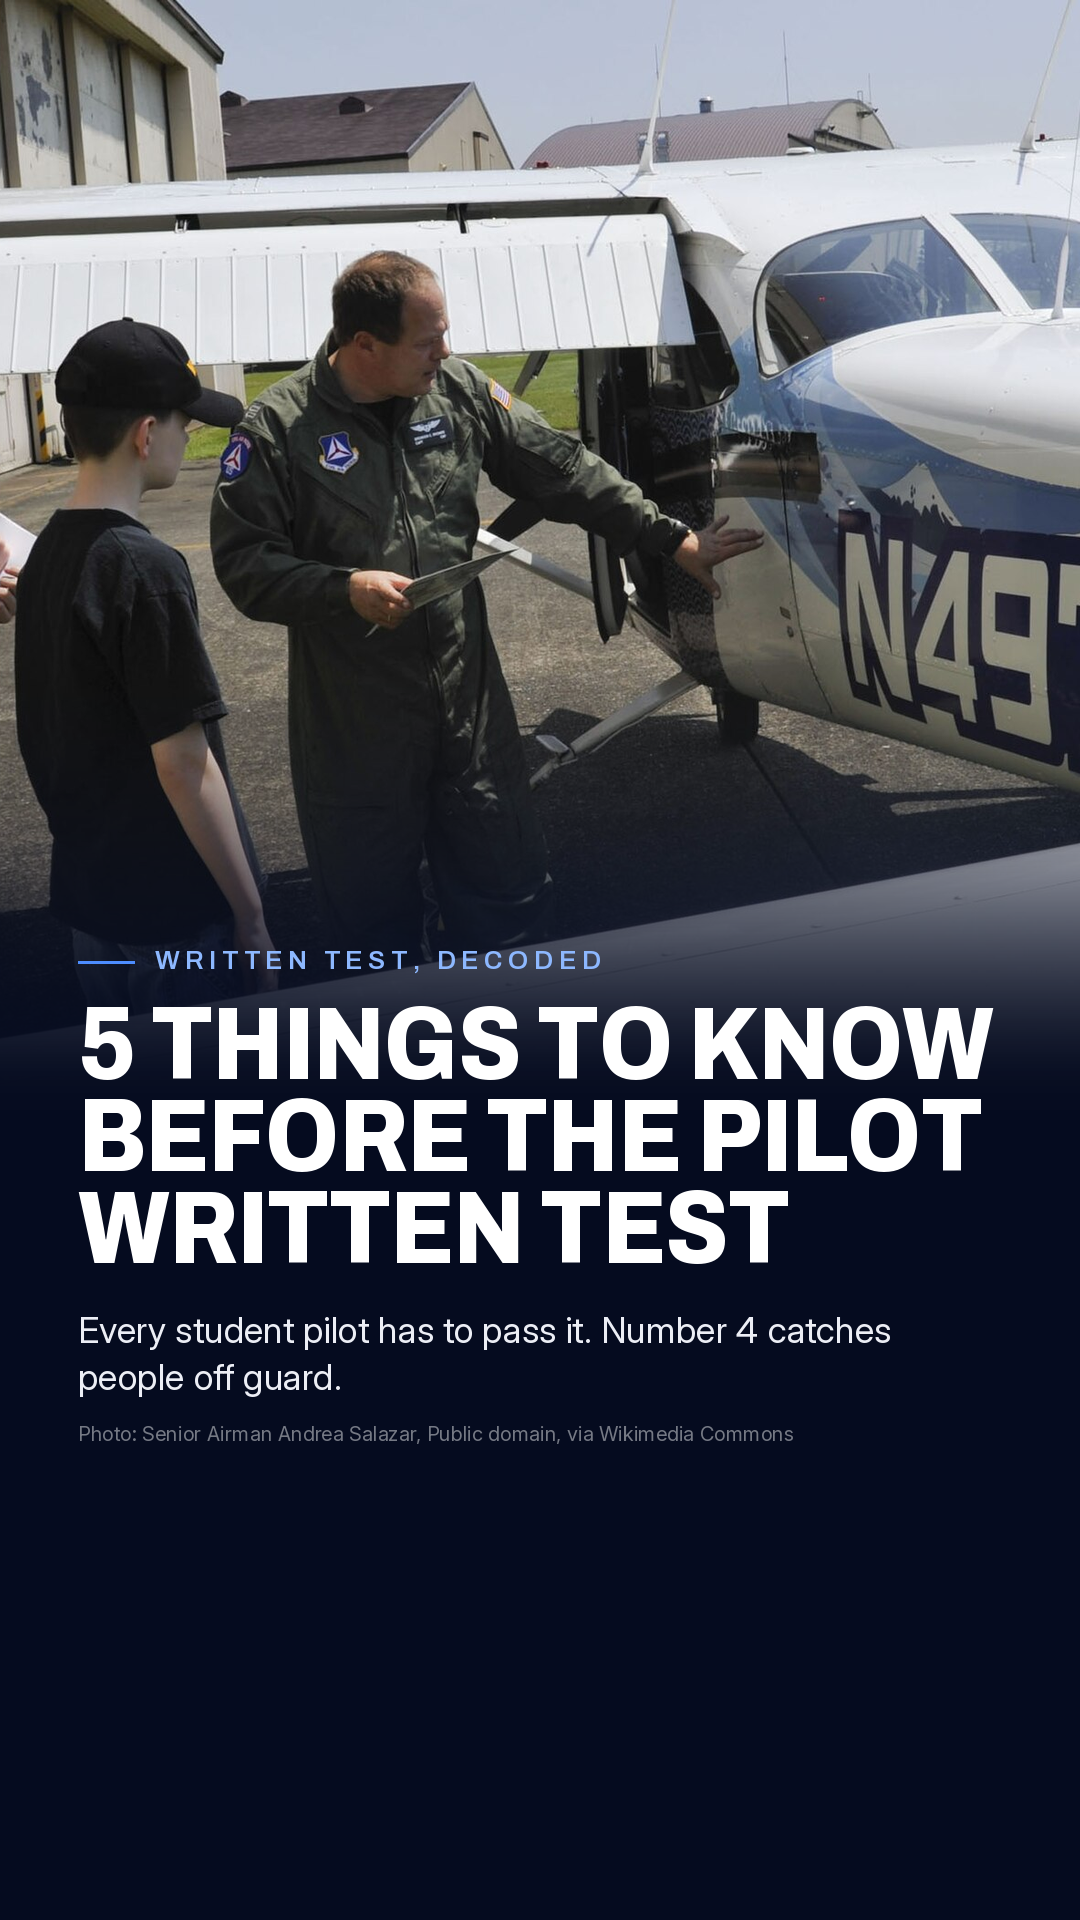 N497
WRITTEN TEST, DECODED
5 THINGS TO KNOW
BEFORE THE PILOT
WRITTEN TEST
Every student pilot has to pass it. Number 4 catches
people off guard.
Photo: Senior Airman Andrea Salazar, Public domain, via Wikimedia Commons